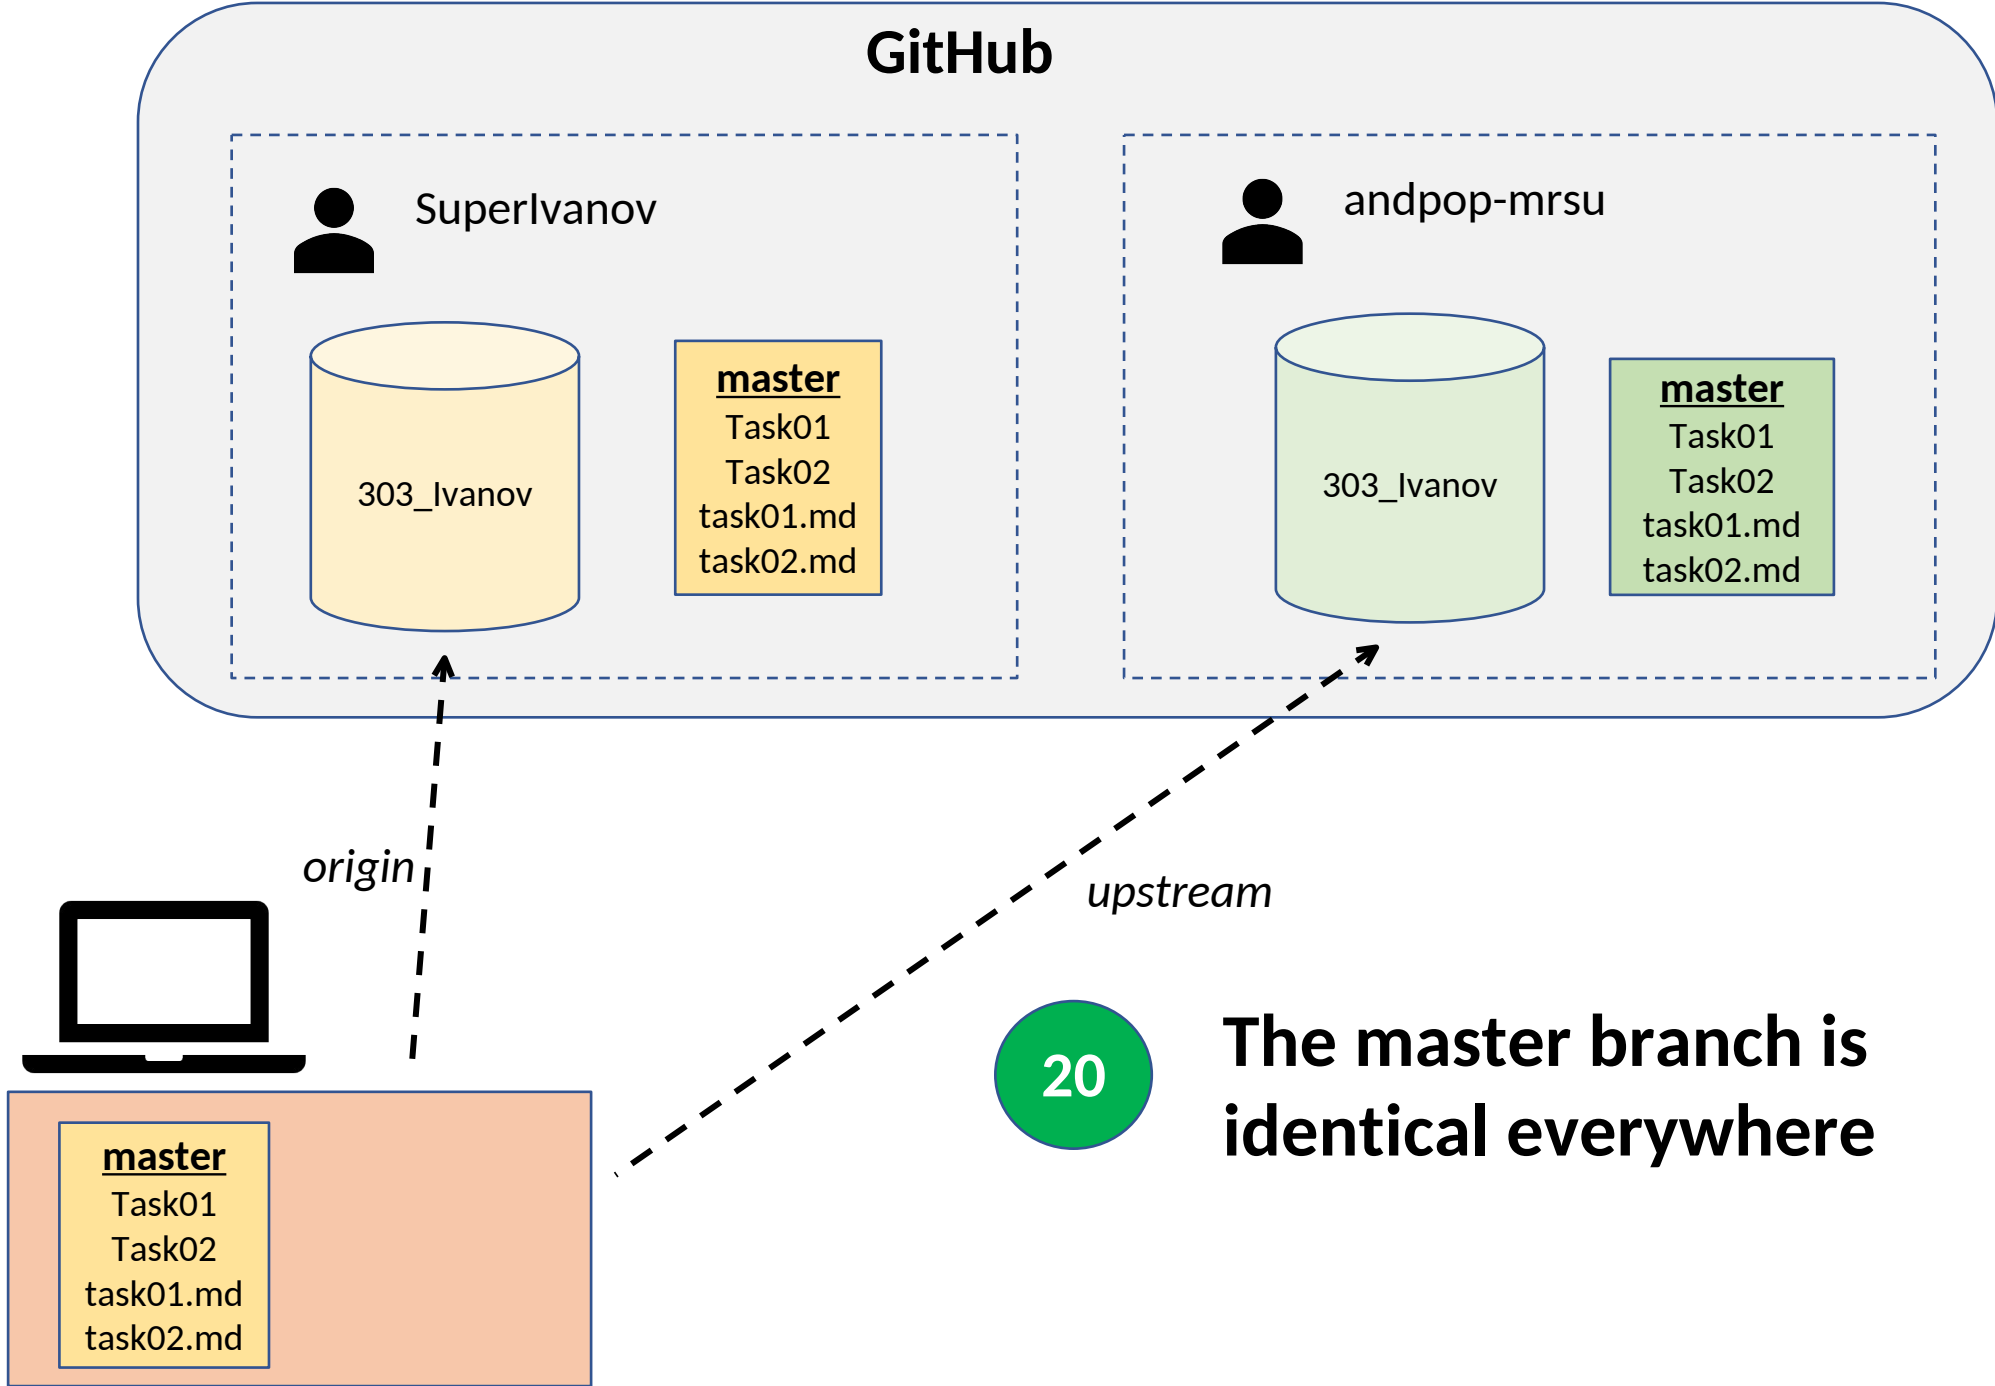 GitHub
SuperIvanov
303_Ivanov
master
Task01
Task02
task01.md
task02.md
andpop-mrsu
303_Ivanov
master
Task01
Task02
task01.md
task02.md
origin
upstream
master
Task01
Task02
task01.md
task02.md
20
The master branch is
identical everywhere